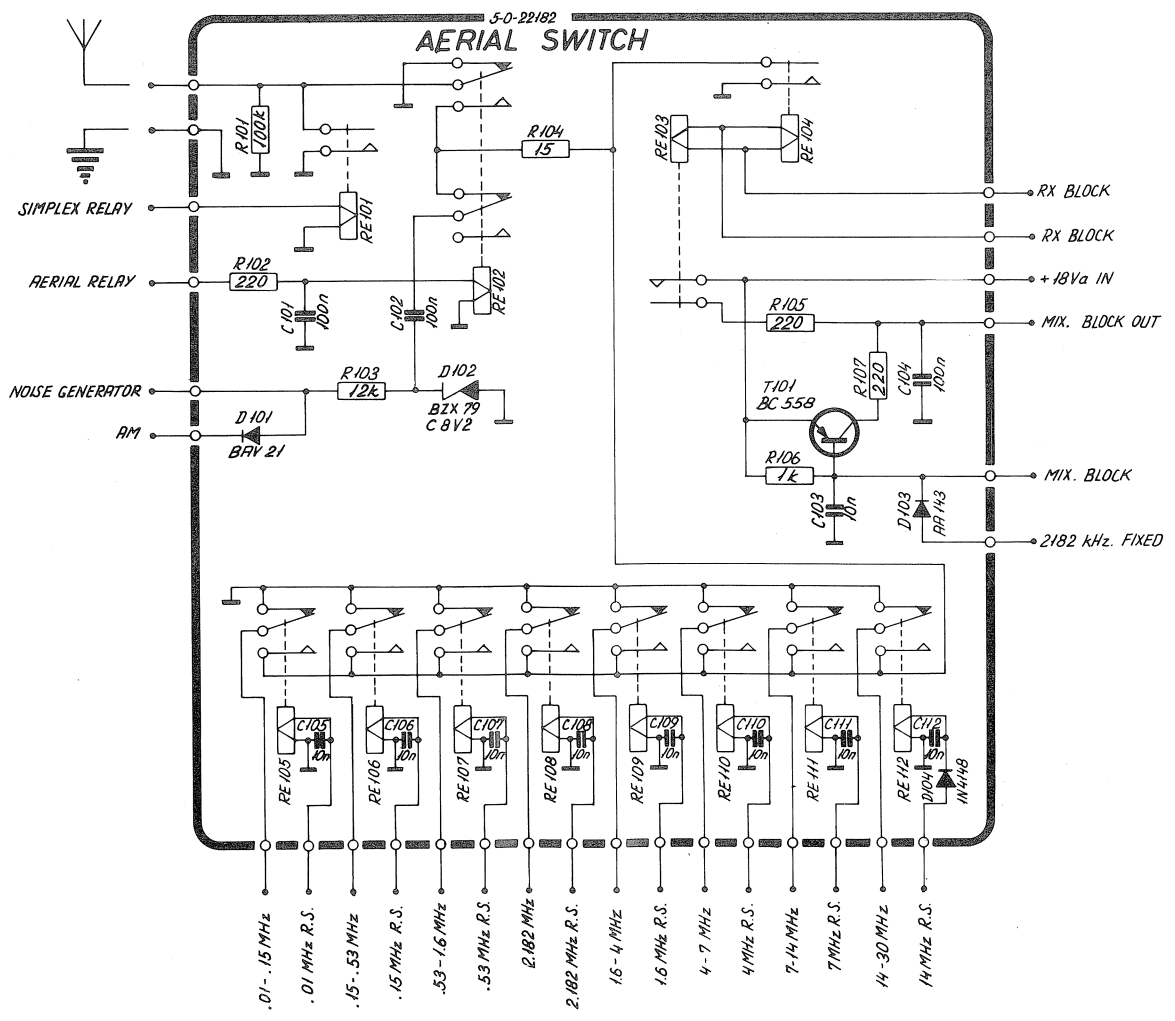 5-0-22182
AERIAL SWITCH
R101
100k
R104
15
RE103
RE104
SIMPLEX RELAY
RE101
RX BLOCK
RX BLOCK
AERIAL RELAY
R102
220
C101
100n
C102
100n
RE102
+18Va IN
R105
220
MIX. BLOCK OUT
NOISE GENERATOR
R103
12k
D102
BZX 79
C 8V2
R107
220
C104
100n
T101
BC 558
AM
D101
BAV 21
R106
1k
MIX. BLOCK
C103
10n
D103
AA143
2182 kHz. FIXED
C105
10n
RE105
C106
10n
RE106
C107
10n
RE107
C108
10n
RE108
C109
10n
RE109
C110
10n
RE110
C111
10n
RE111
C112
10n
RE112
D104
1N4148
.01-.15 MHz
.01 MHz R.S.
.15-.53 MHz
.15 MHz R.S.
.53-1.6 MHz
.53 MHz R.S.
2.182 MHz
2.182 MHz R.S.
1.6-4 MHz
1.6 MHz R.S.
4-7 MHz
4 MHz R.S.
7-14 MHz
7 MHz R.S.
14-30 MHz
14 MHz R.S.